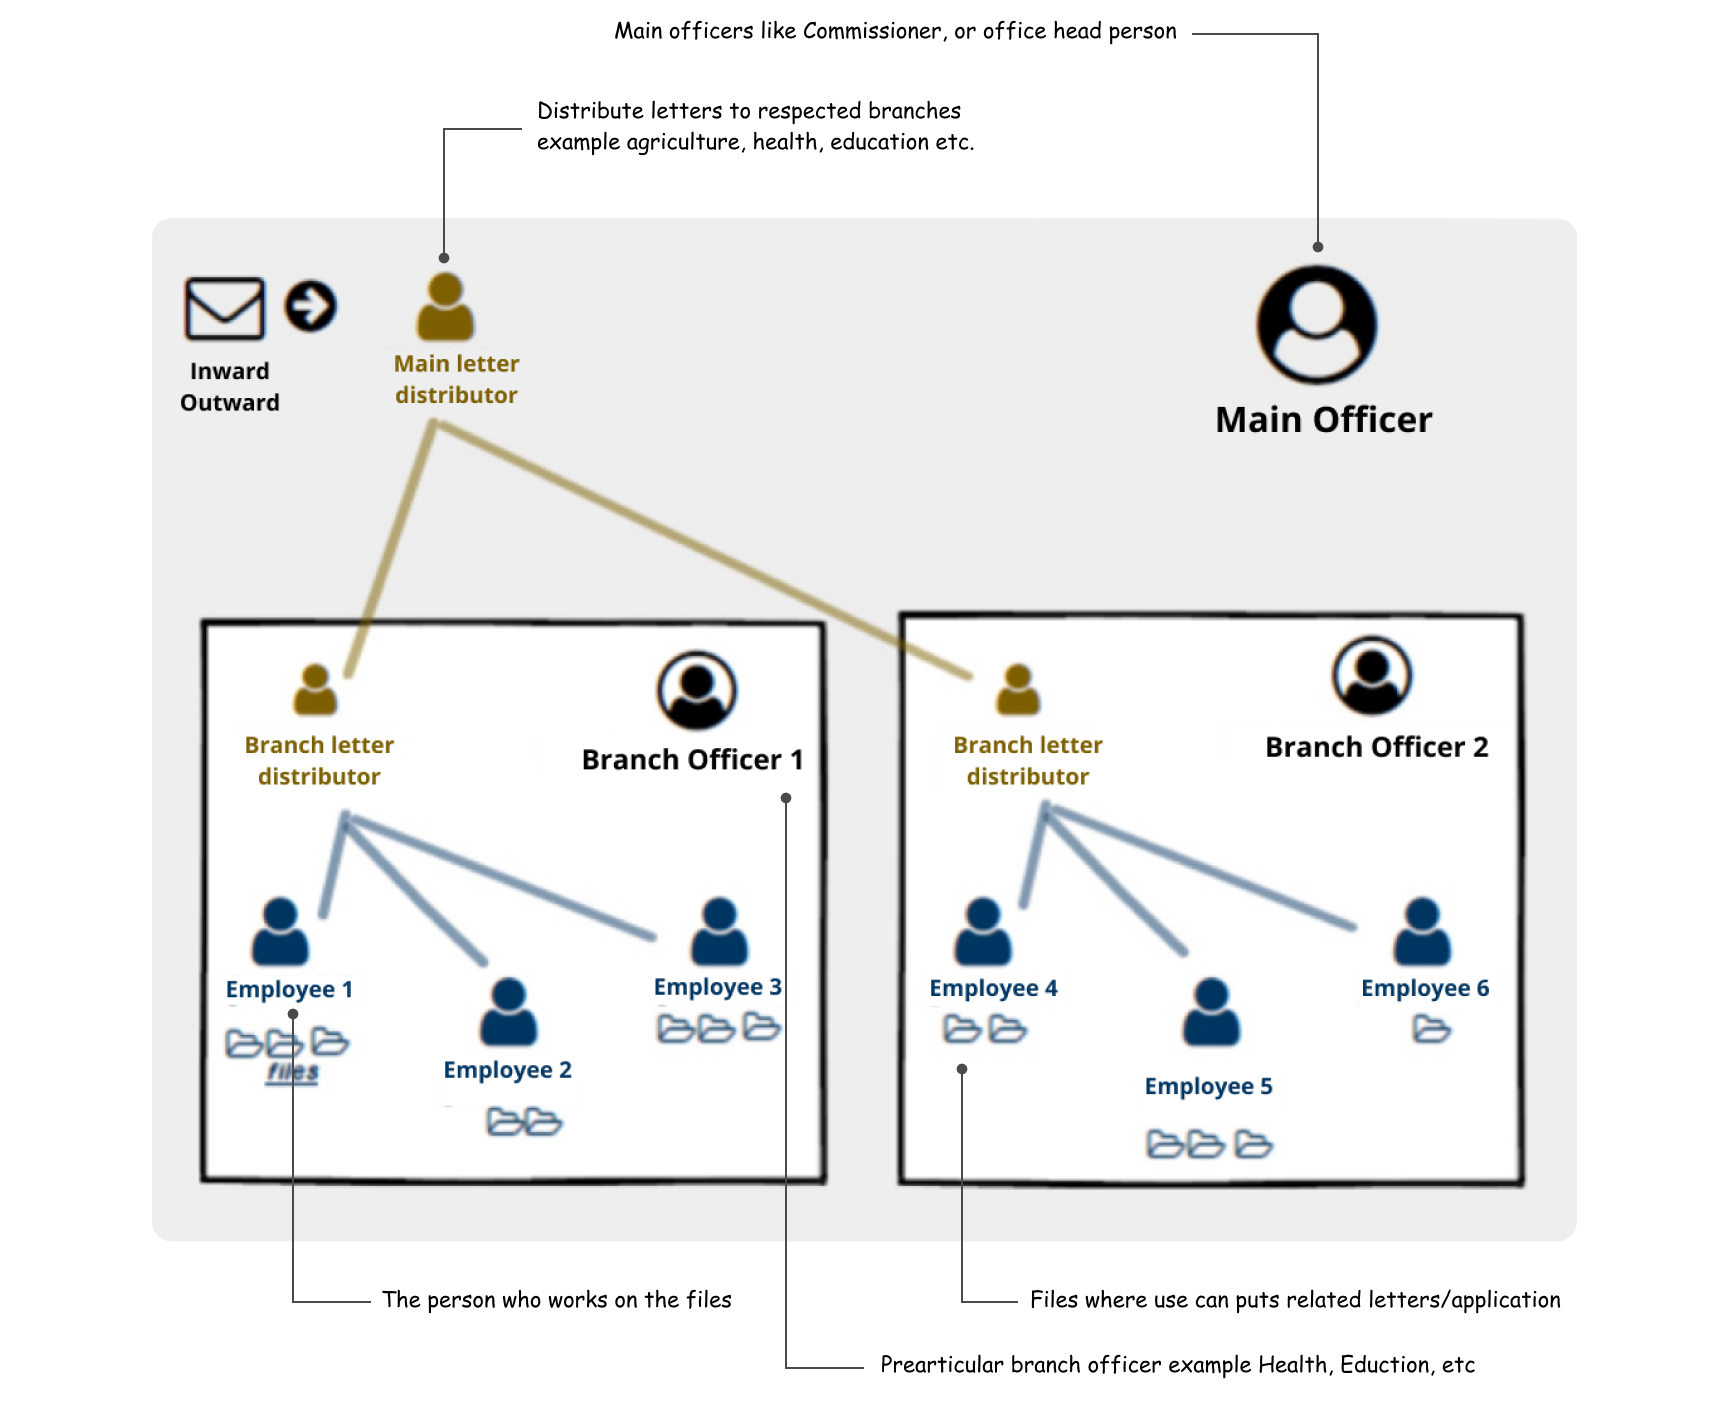 Main officers like Commissioner, or office head person
Distribute letters to respected branches
example agriculture, health, education etc.
Inward
Outward
Main letter
distributor
Main Officer
Branch letter
distributor
Branch Officer 1
Employee 1
files
Employee 2
Employee 3
Branch letter
distributor
Branch Officer 2
Employee 4
Employee 5
Employee 6
The person who works on the files
Files where use can puts related letters/application
Prearticular branch officer example Health, Eduction, etc